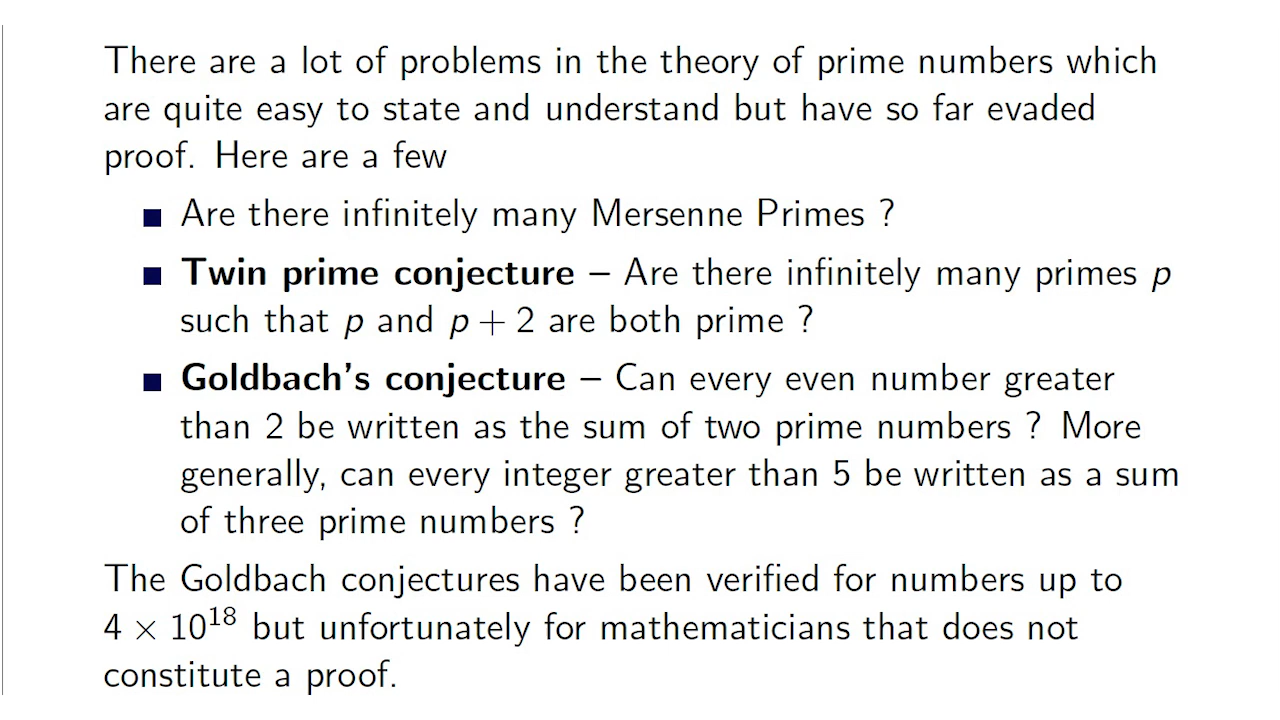 There are a lot of problems in the theory of prime numbers which
are quite easy to state and understand but have so far evaded
proof. Here are a few
■ Are there infinitely many Mersenne Primes ?
■ Twin prime conjecture – Are there infinitely many primes p
such that p and p + 2 are both prime ?
■ Goldbach's conjecture – Can every even number greater
than 2 be written as the sum of two prime numbers ? More
generally, can every integer greater than 5 be written as a sum
of three prime numbers ?
The Goldbach conjectures have been verified for numbers up to
4 × 10¹⁸ but unfortunately for mathematicians that does not
constitute a proof.